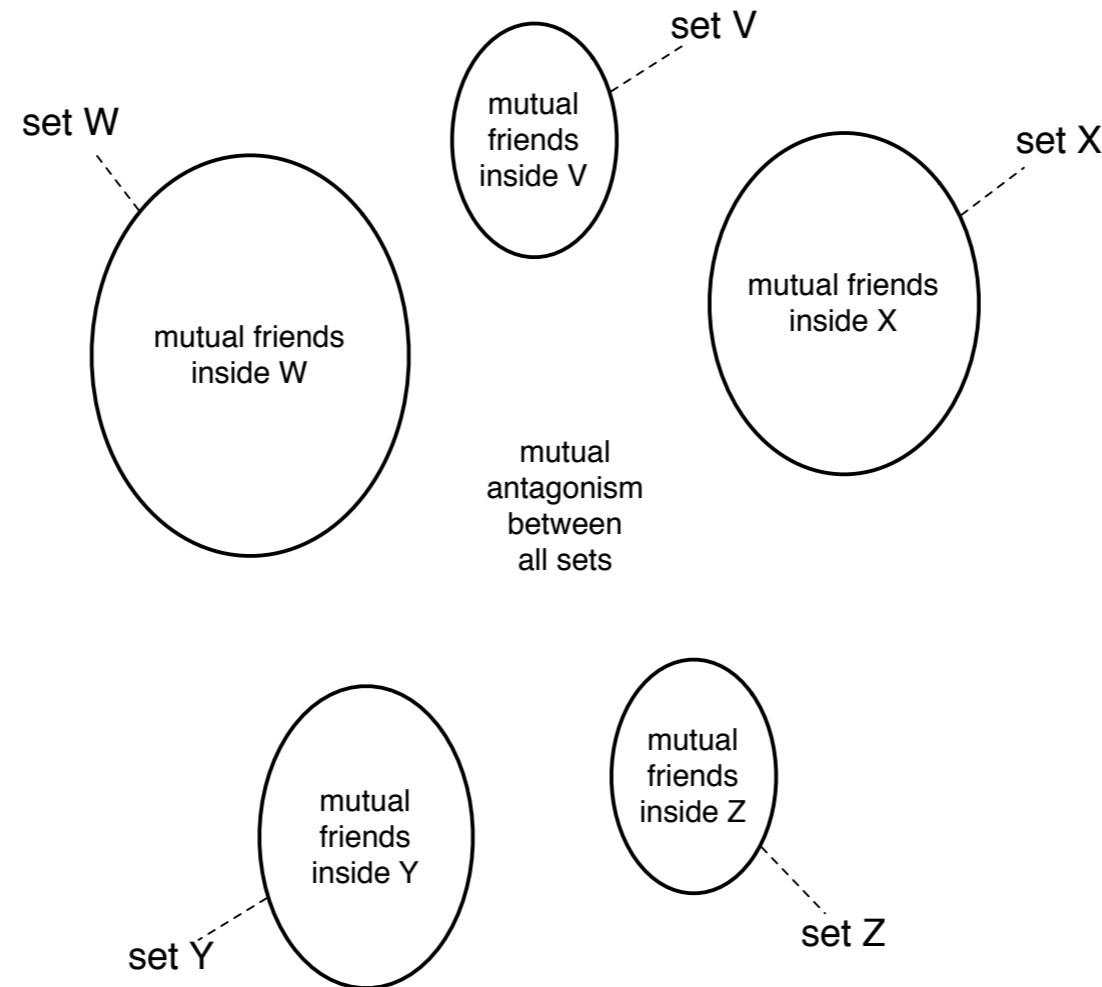 set V
mutual
friends
inside V
set W
set X
mutual friends
inside X
mutual friends
inside W
mutual
antagonism
between
all sets
mutual
friends
inside Z
mutual
friends
inside Y
set Z
set Y